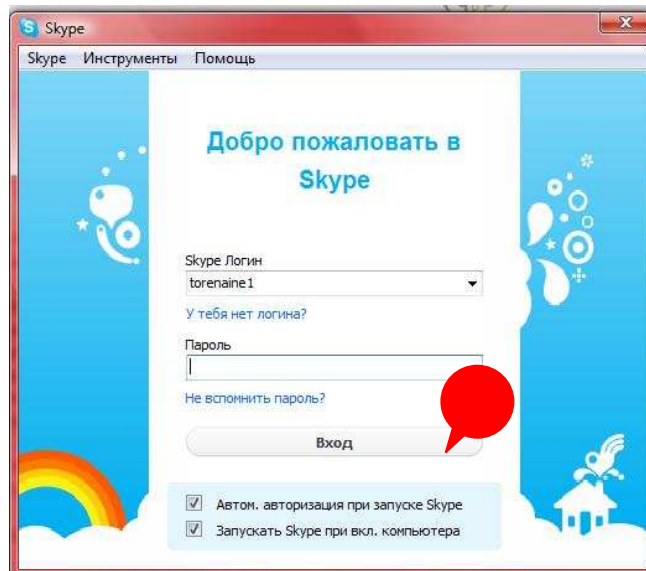 Skype
Skype Инструменты Помощь
Добро пожаловать в
Skype
Skype Логин
torenaine1
У тебя нет логина?
Пароль
Не вспомнить пароль?
Вход
Автом. авторизация при запуске Skype
Запускать Skype при вкл. компьютера